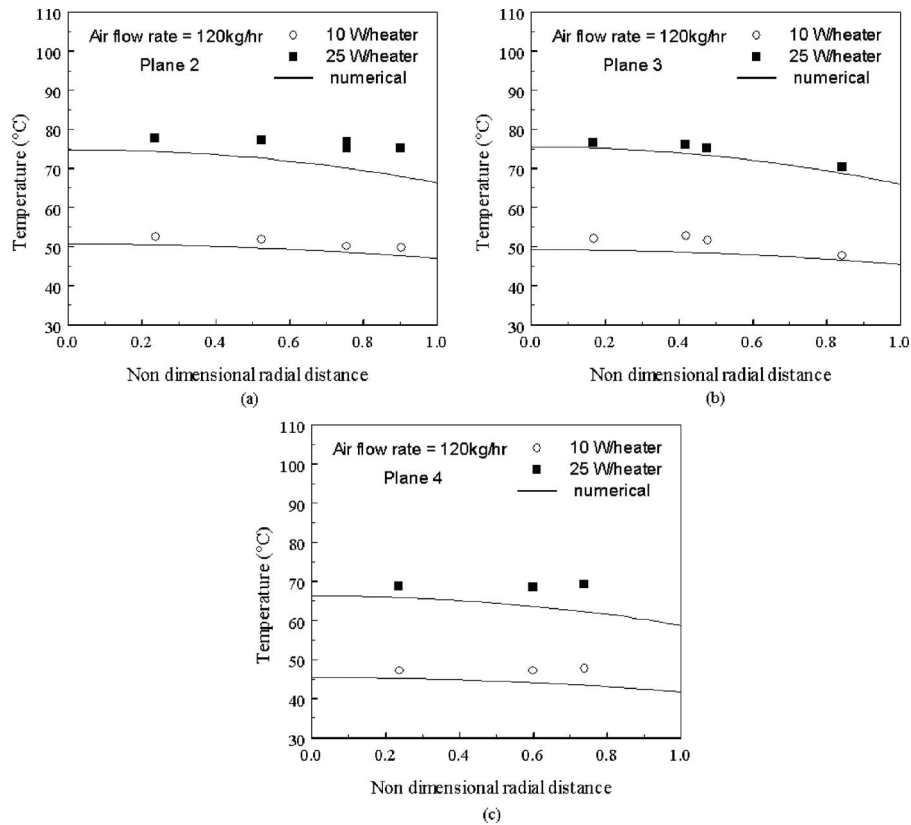 110
100
90
80
70
60
50
40
30
Temperature (°C)
Air flow rate = 120kg/hr
Plane 2
10 W/heater
25 W/heater
numerical
0.0 0.2 0.4 0.6 0.8 1.0
Non dimensional radial distance
(a)
110
100
90
80
70
60
50
40
30
Temperature (°C)
Air flow rate = 120kg/hr
Plane 3
10 W/heater
25 W/heater
numerical
0.0 0.2 0.4 0.6 0.8 1.0
Non dimensional radial distance
(b)
110
100
90
80
70
60
50
40
30
Temperature (°C)
Air flow rate = 120kg/hr
Plane 4
10 W/heater
25 W/heater
numerical
0.0 0.2 0.4 0.6 0.8 1.0
Non dimensional radial distance
(c)